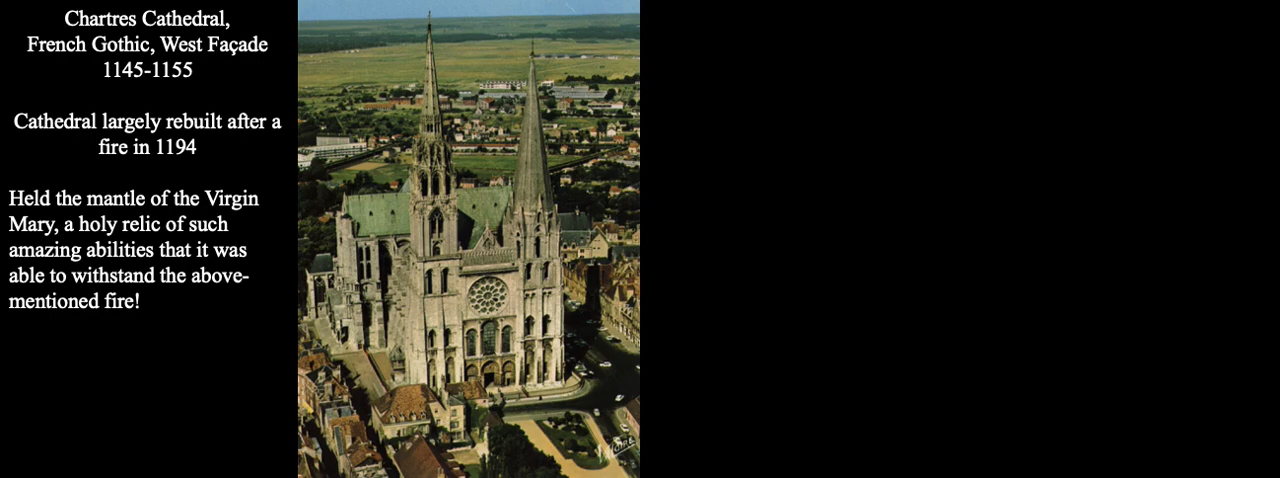 Chartres Cathedral,
French Gothic, West Façade
1145-1155
Cathedral largely rebuilt after a
fire in 1194
Held the mantle of the Virgin
Mary, a holy relic of such
amazing abilities that it was
able to withstand the above-
mentioned fire!